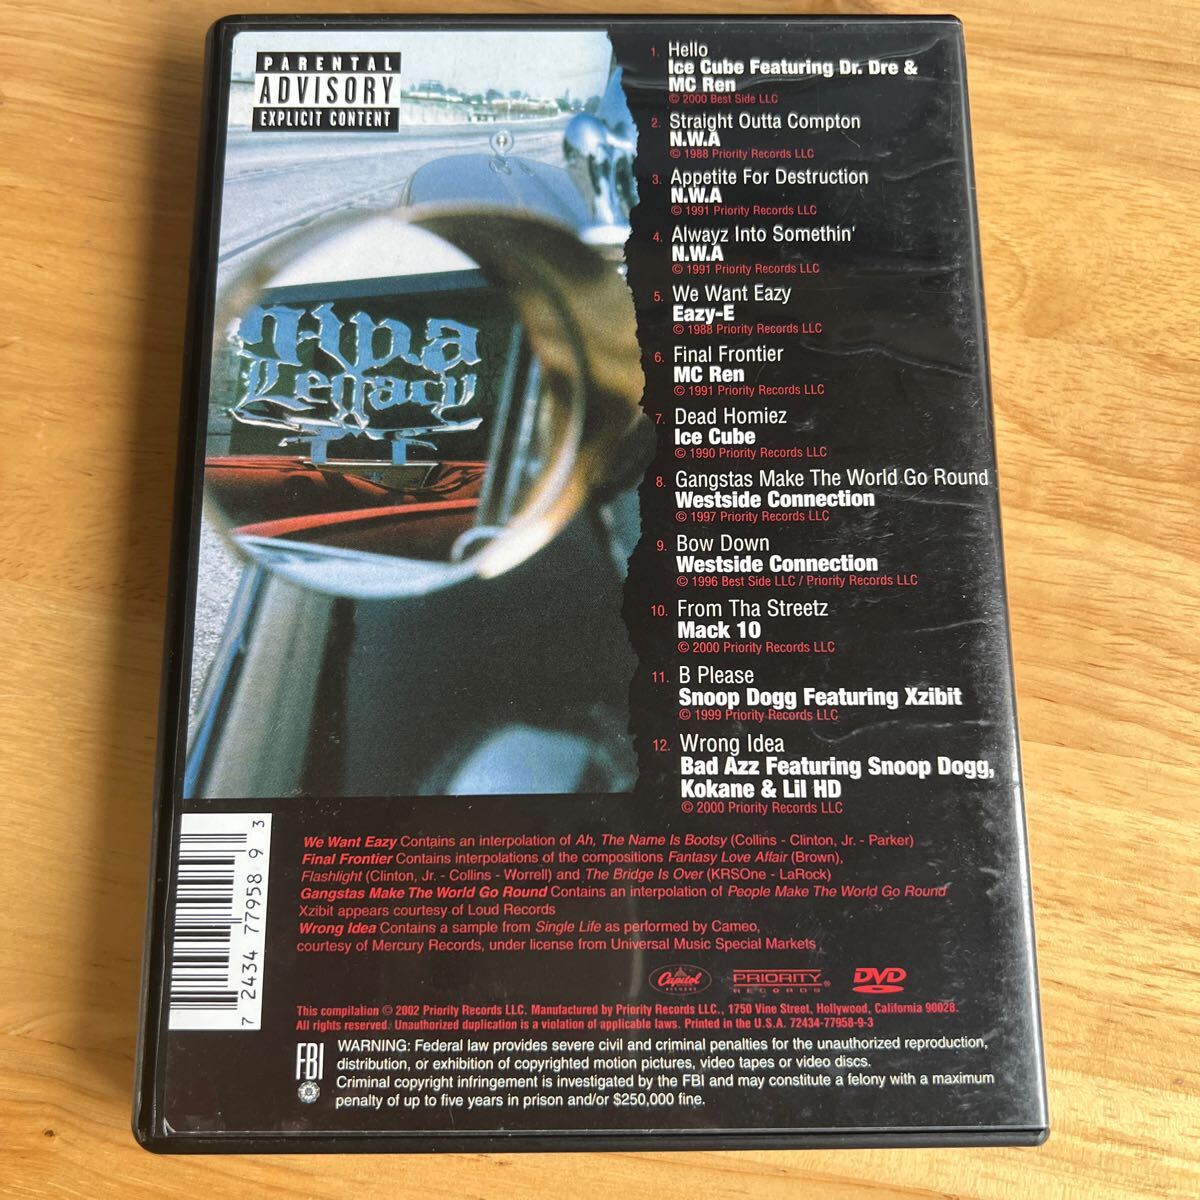 PARENTAL
ADVISORY
EXPLICIT CONTENT
nwa
Legacy
1. Hello
Ice Cube Featuring Dr. Dre &
MC Ren
© 2000 Best Side LLC
2. Straight Outta Compton
N.W.A
© 1988 Priority Records LLC
3. Appetite For Destruction
N.W.A
© 1991 Priority Records LLC
4. Alwayz Into Somethin'
N.W.A
© 1991 Priority Records LLC
5. We Want Eazy
Eazy-E
© 1988 Priority Records LLC
6. Final Frontier
MC Ren
© 1991 Priority Records LLC
7. Dead Homiez
Ice Cube
© 1990 Priority Records LLC
8. Gangstas Make The World Go Round
Westside Connection
© 1997 Priority Records LLC
9. Bow Down
Westside Connection
© 1996 Best Side LLC / Priority Records LLC
10. From Tha Streetz
Mack 10
© 2000 Priority Records LLC
11. B Please
Snoop Dogg Featuring Xzibit
© 1999 Priority Records LLC
12. Wrong Idea
Bad Azz Featuring Snoop Dogg,
Kokane & Lil HD
© 2000 Priority Records LLC
We Want Eazy Contains an interpolation of Ah, The Name Is Bootsy (Collins - Clinton, Jr. - Parker)
Final Frontier Contains interpolations of the compositions Fantasy Love Affair (Brown),
Flashlight (Clinton, Jr. - Collins - Worrell) and The Bridge Is Over (KRSOne - LaRock)
Gangstas Make The World Go Round Contains an interpolation of People Make The World Go Round
Xzibit appears courtesy of Loud Records
Wrong Idea Contains a sample from Single Life as performed by Cameo,
courtesy of Mercury Records, under license from Universal Music Special Markets
7 24347 79589 3
Capitol
RECORDS
PRIORITY
RECORDS®
DVD
This compilation © 2002 Priority Records LLC. Manufactured by Priority Records LLC., 1750 Vine Street, Hollywood, California 90028.
All rights reserved. Unauthorized duplication is a violation of applicable laws. Printed in the U.S.A. 72434-77958-9-3
FBI
WARNING: Federal law provides severe civil and criminal penalties for the unauthorized reproduction,
distribution, or exhibition of copyrighted motion pictures, video tapes or video discs.
Criminal copyright infringement is investigated by the FBI and may constitute a felony with a maximum
penalty of up to five years in prison and/or $250,000 fine.